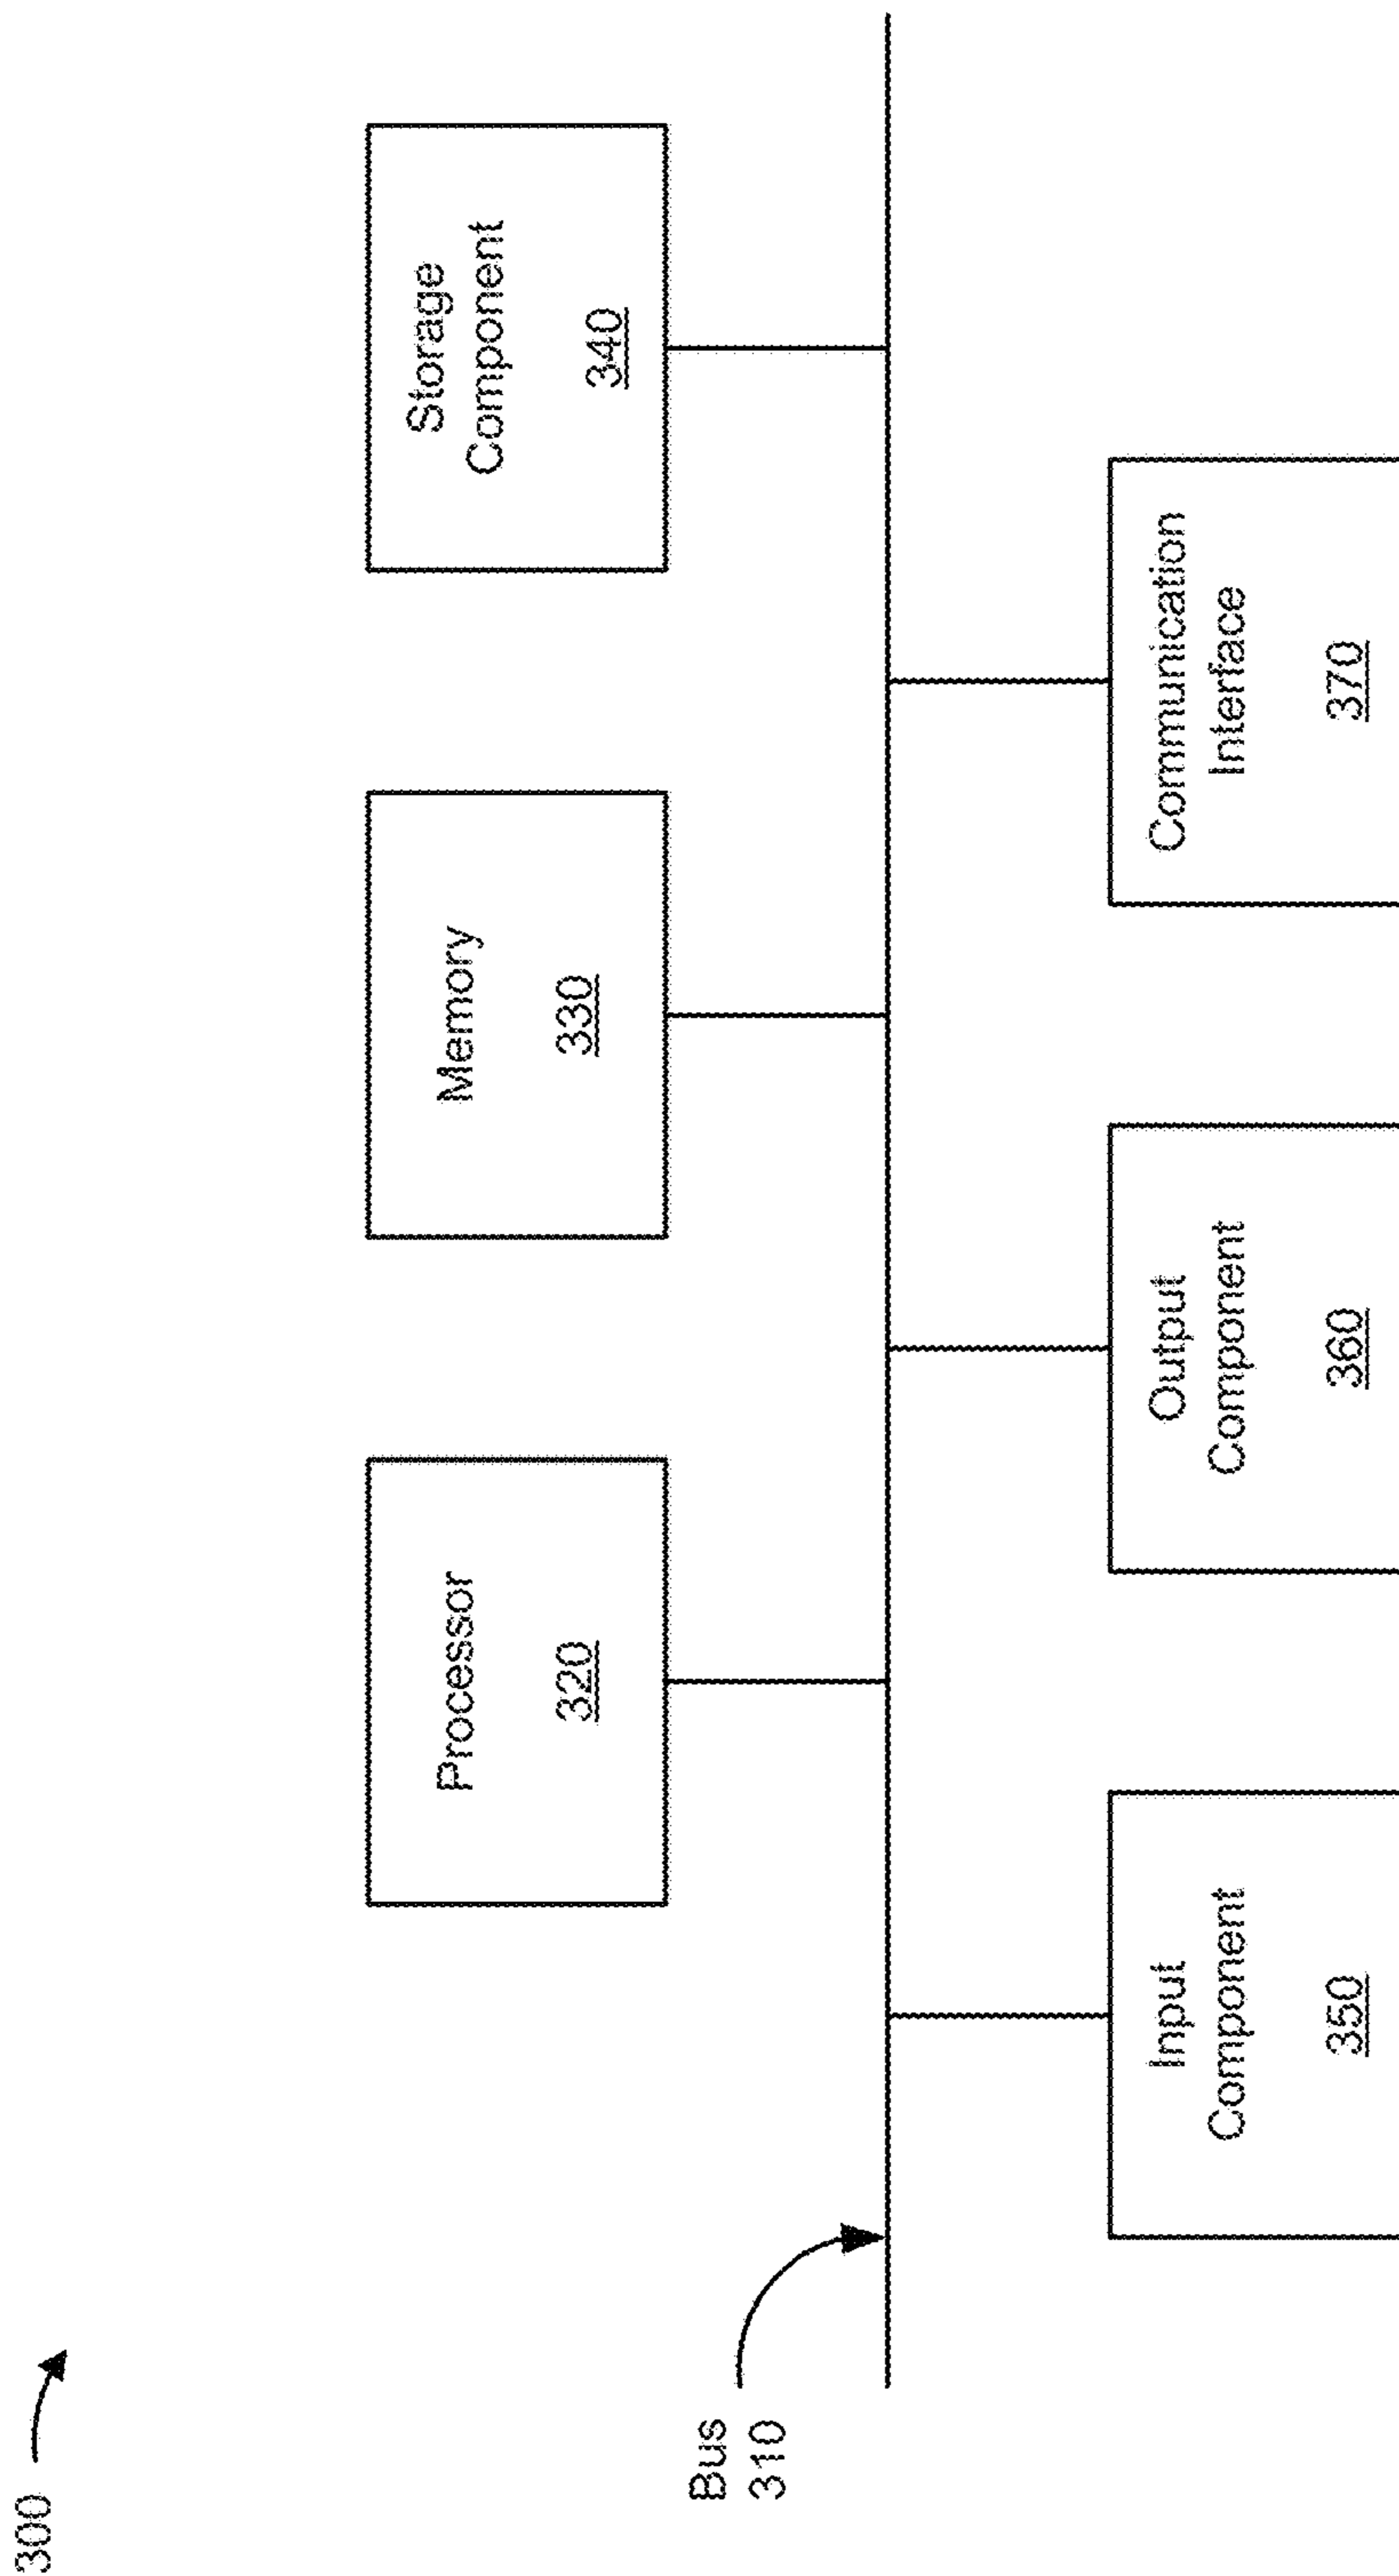 300
Bus
310
Processor
320
Memory
330
Storage
Component
340
Input
Component
350
Output
Component
360
Communication
Interface
370